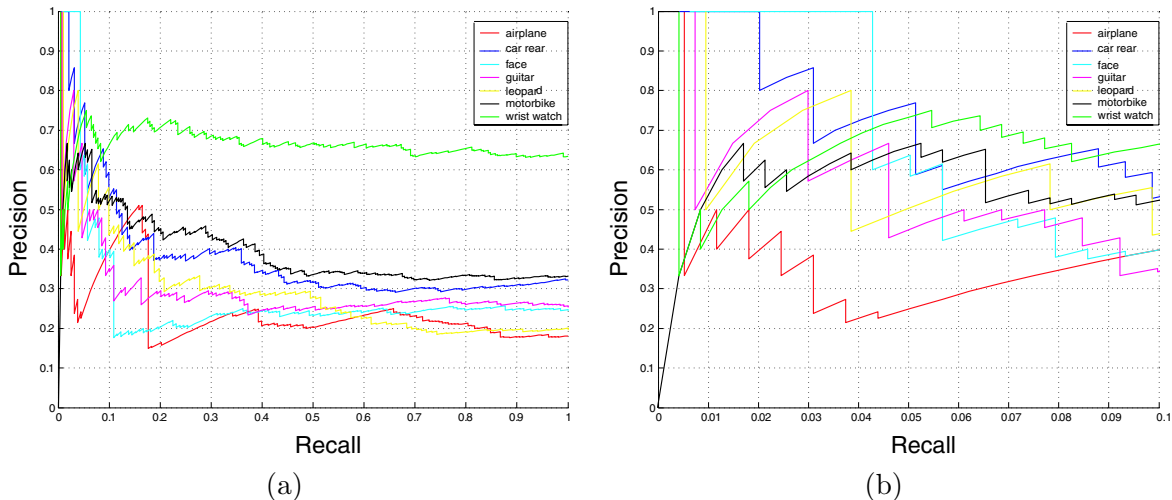 1
0.9
0.8
0.7
0.6
0.5
0.4
0.3
0.2
0.1
0
Precision
0 0.1 0.2 0.3 0.4 0.5 0.6 0.7 0.8 0.9 1
Recall
airplane
car rear
face
guitar
leopard
motorbike
wrist watch
(a)
1
0.9
0.8
0.7
0.6
0.5
0.4
0.3
0.2
0.1
0
Precision
0 0.01 0.02 0.03 0.04 0.05 0.06 0.07 0.08 0.09 0.1
Recall
airplane
car rear
face
guitar
leopard
motorbike
wrist watch
(b)